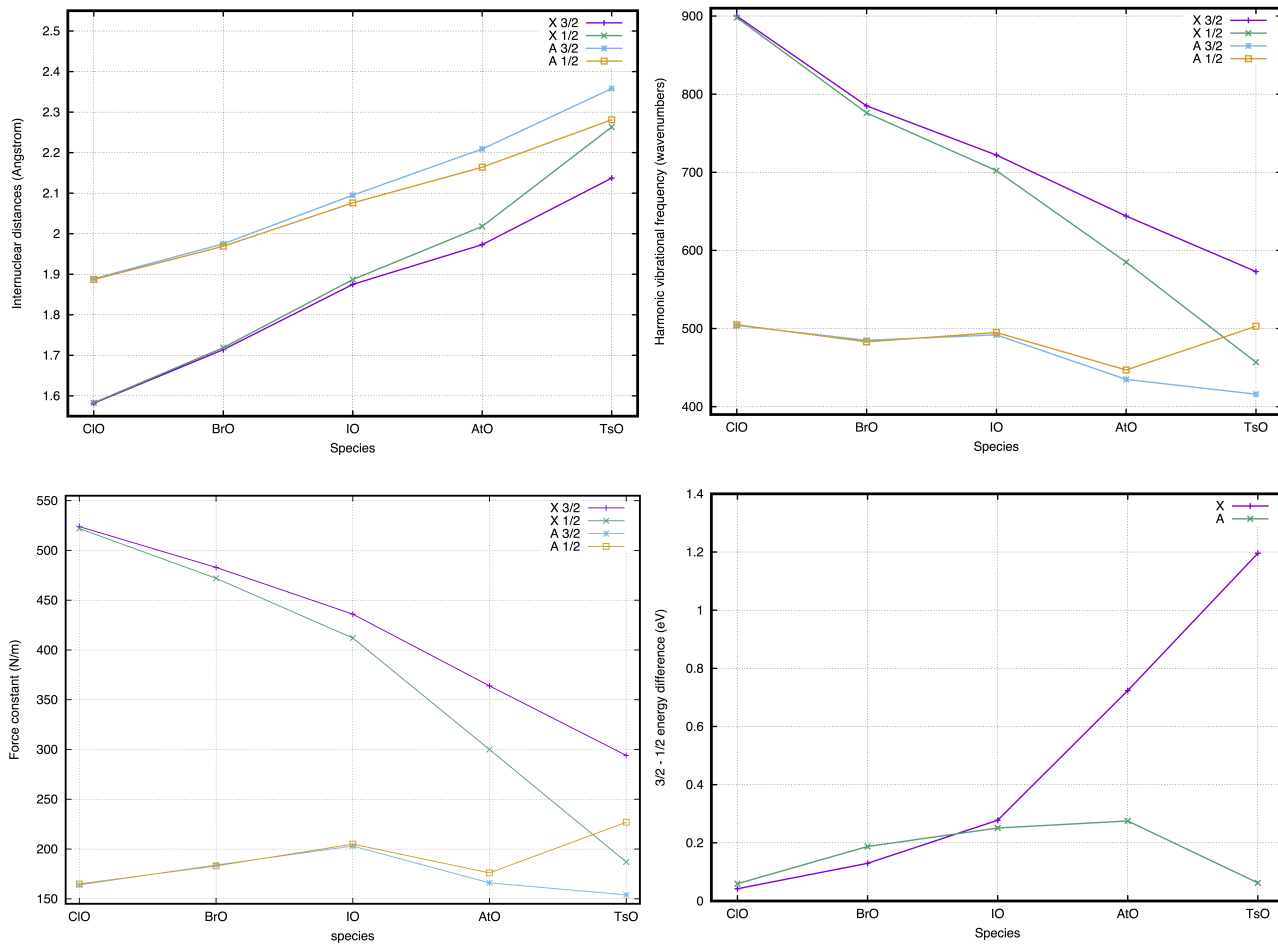 2.5
2.4
2.3
2.2
2.1
2
1.9
1.8
1.7
1.6
Internuclear distances (Angstrom)
X 3/2
X 1/2
A 3/2
A 1/2
ClO BrO IO AtO TsO
Species
900
800
700
600
500
400
Harmonic vibrational frequency (wavenumbers)
X 3/2
X 1/2
A 3/2
A 1/2
ClO BrO IO AtO TsO
Species
550
500
450
400
350
300
250
200
150
Force constant (N/m)
X 3/2
X 1/2
A 3/2
A 1/2
ClO BrO IO AtO TsO
species
1.4
1.2
1
0.8
0.6
0.4
0.2
0
3/2 - 1/2 energy difference (eV)
X
A
ClO BrO IO AtO TsO
Species